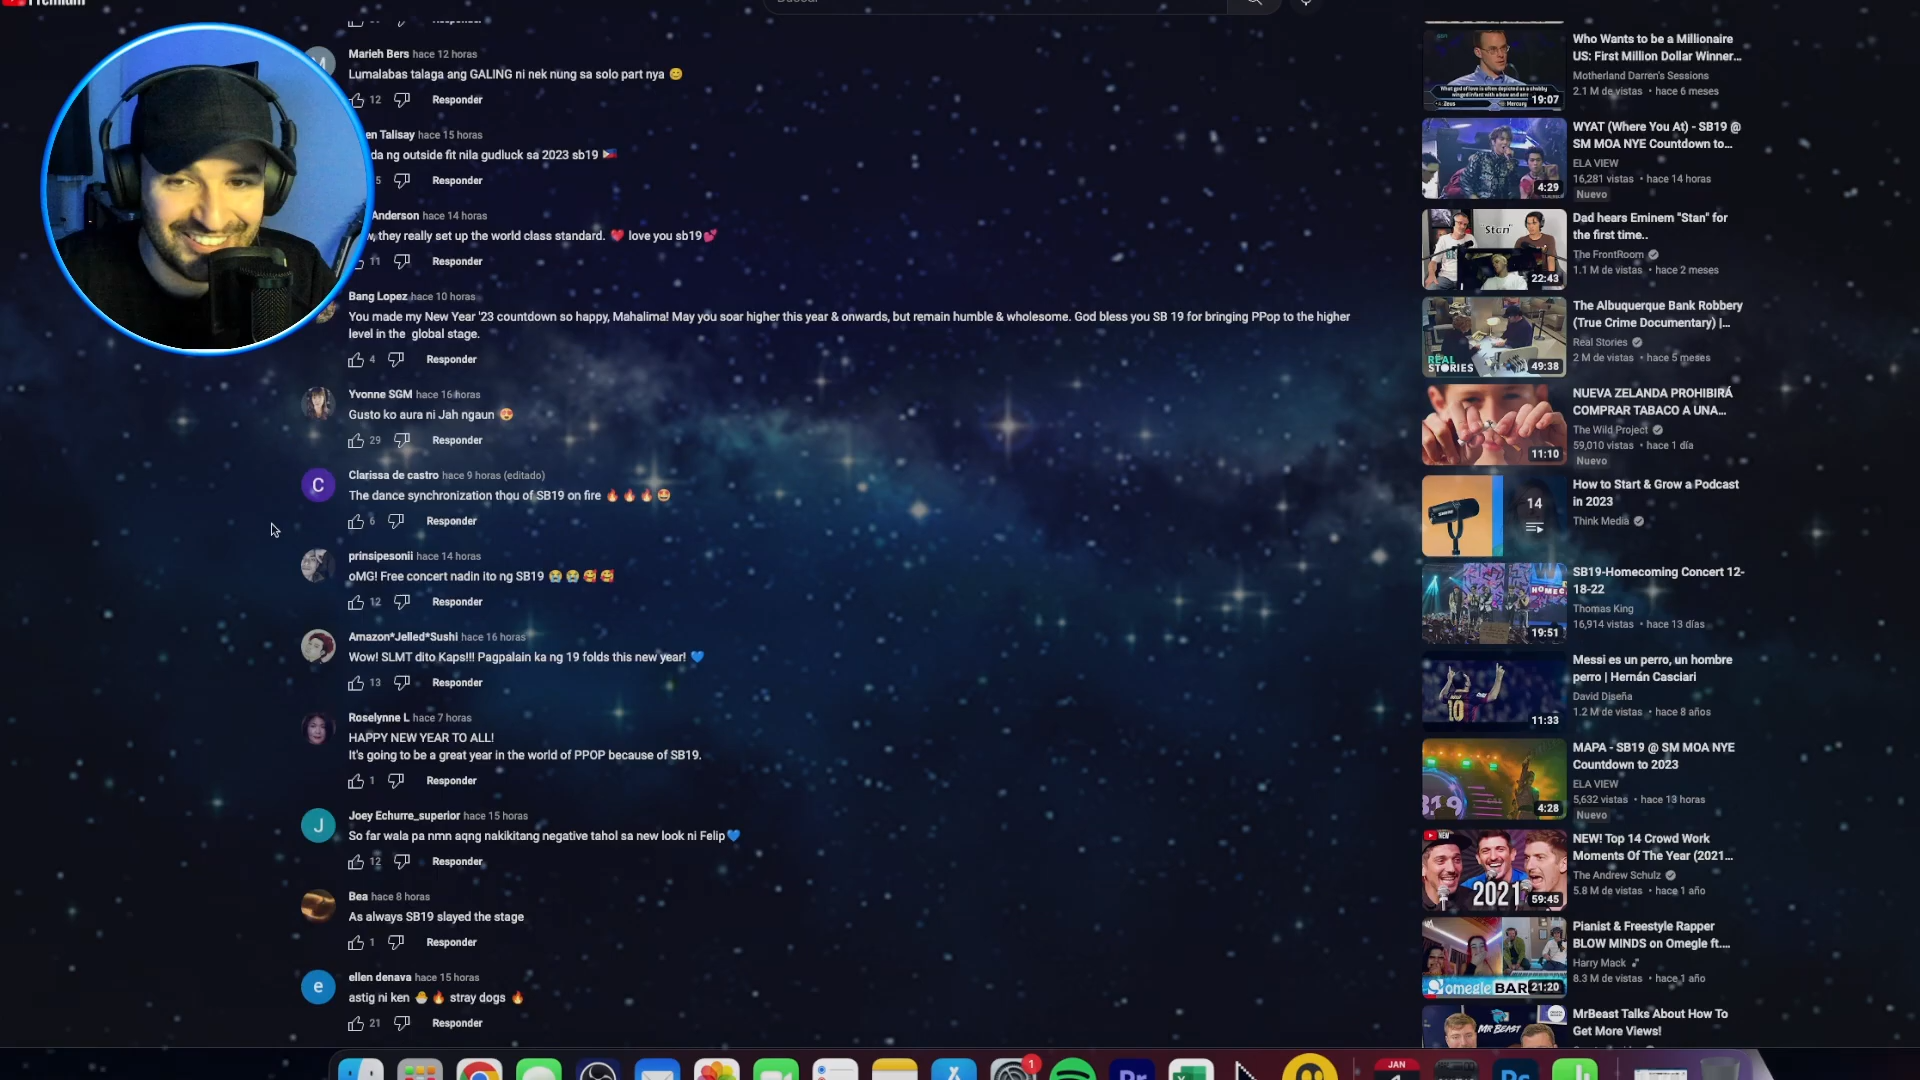 Premium
Buscar
Responder
Marieh Bers hace 12 horas
Lumalabas talaga ang GALING ni nek nung sa solo part nya 😊
12 Responder
en Talisay hace 15 horas
da ng outside fit nila gudluck sa 2023 sb19 🇵🇭
5 Responder
Anderson hace 14 horas
they really set up the world class standard. ❤️ love you sb19💕
11 Responder
Bang Lopez hace 10 horas
You made my New Year '23 countdown so happy, Mahalima! May you soar higher this year & onwards, but remain humble & wholesome. God bless you SB 19 for bringing PPop to the higher
level in the global stage.
4 Responder
Yvonne SGM hace 16 horas
Gusto ko aura ni Jah ngaun 😍
29 Responder
C
Clarissa de castro hace 9 horas (editado)
The dance synchronization thou of SB19 on fire 🔥 🔥 🔥 🤩
6 Responder
prinsipesonii hace 14 horas
oMG! Free concert nadin ito ng SB19 😭 😭 🥰 🥰
12 Responder
Amazon*Jelled*Sushi hace 16 horas
Wow! SLMT dito Kaps!!! Pagpalain ka ng 19 folds this new year! 💙
13 Responder
Roselynne L hace 7 horas
HAPPY NEW YEAR TO ALL!
It's going to be a great year in the world of PPOP because of SB19.
1 Responder
J
Joey Echurre_superior hace 15 horas
So far wala pa nmn aqng nakikitang negative tahol sa new look ni Felip💙
12 Responder
Bea hace 8 horas
As always SB19 slayed the stage
1 Responder
e
ellen denava hace 15 horas
astig ni ken 🐣 🔥 stray dogs 🔥
21 Responder
Who Wants to be a Millionaire
US: First Million Dollar Winner...
Motherland Darren's Sessions
2.1 M de vistas • hace 6 meses
19:07
WYAT (Where You At) - SB19 @
SM MOA NYE Countdown to...
ELA VIEW
16,281 vistas • hace 14 horas
Nuevo
4:29
Dad hears Eminem "Stan" for
the first time..
The FrontRoom
1.1 M de vistas • hace 2 meses
"Stan"
22:43
The Albuquerque Bank Robbery
(True Crime Documentary) |...
Real Stories
2 M de vistas • hace 5 meses
REAL
STORIES
49:38
NUEVA ZELANDA PROHIBIRÁ
COMPRAR TABACO A UNA...
The Wild Project
59,010 vistas • hace 1 día
Nuevo
11:10
How to Start & Grow a Podcast
in 2023
Think Media
14
SB19-Homecoming Concert 12-
18-22
Thomas King
16,914 vistas • hace 13 días
19:51
Messi es un perro, un hombre
perro | Hernán Casciari
David Diseña
1.2 M de vistas • hace 8 años
10
11:33
MAPA - SB19 @ SM MOA NYE
Countdown to 2023
ELA VIEW
5,632 vistas • hace 13 horas
Nuevo
4:28
NEW! Top 14 Crowd Work
Moments Of The Year (2021...
The Andrew Schulz
5.8 M de vistas • hace 1 año
2021
59:45
Pianist & Freestyle Rapper
BLOW MINDS on Omegle ft....
Harry Mack
8.3 M de vistas • hace 1 año
omegle BAR
21:20
MrBeast Talks About How To
Get More Views!
MR BEAST
1
JAN